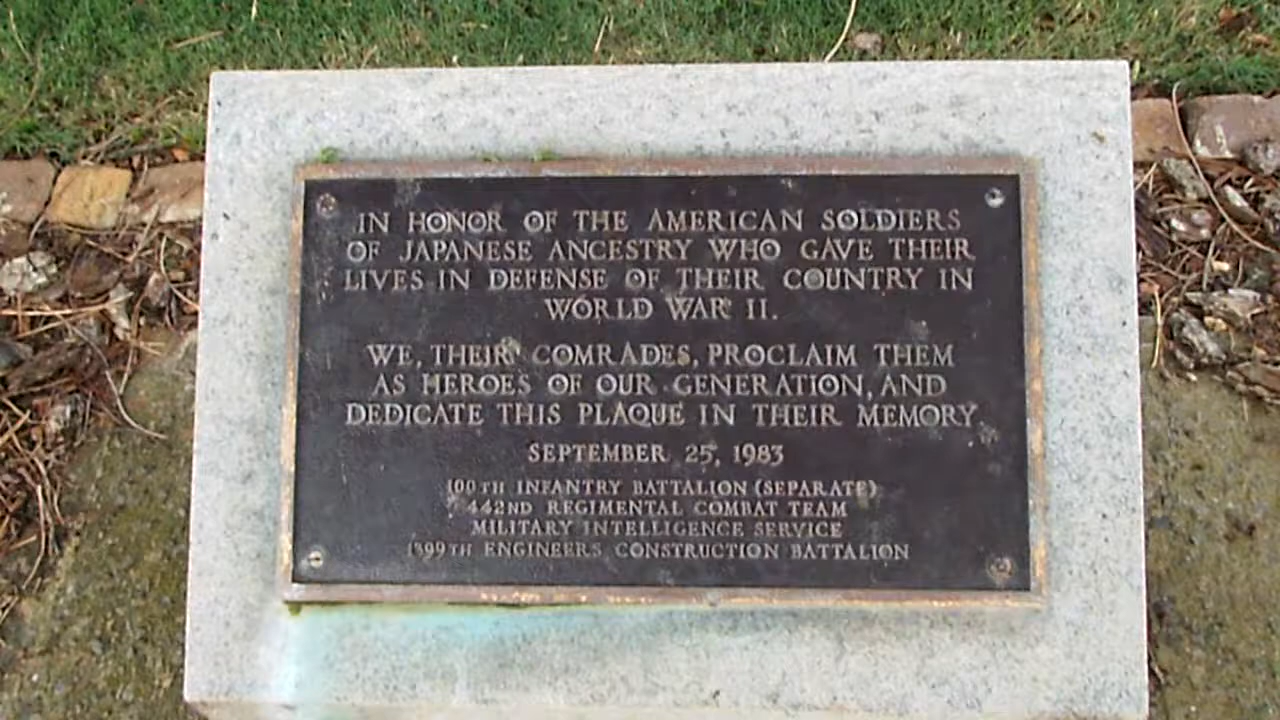 IN HONOR OF THE AMERICAN SOLDIERS
OF JAPANESE ANCESTRY WHO GAVE THEIR
LIVES IN DEFENSE OF THEIR COUNTRY IN
WORLD WAR II.
WE, THEIR COMRADES, PROCLAIM THEM
AS HEROES OF OUR GENERATION, AND
DEDICATE THIS PLAQUE IN THEIR MEMORY
SEPTEMBER 25, 1983
100TH INFANTRY BATTALION (SEPARATE)
442ND REGIMENTAL COMBAT TEAM
MILITARY INTELLIGENCE SERVICE
1399TH ENGINEERS CONSTRUCTION BATTALION